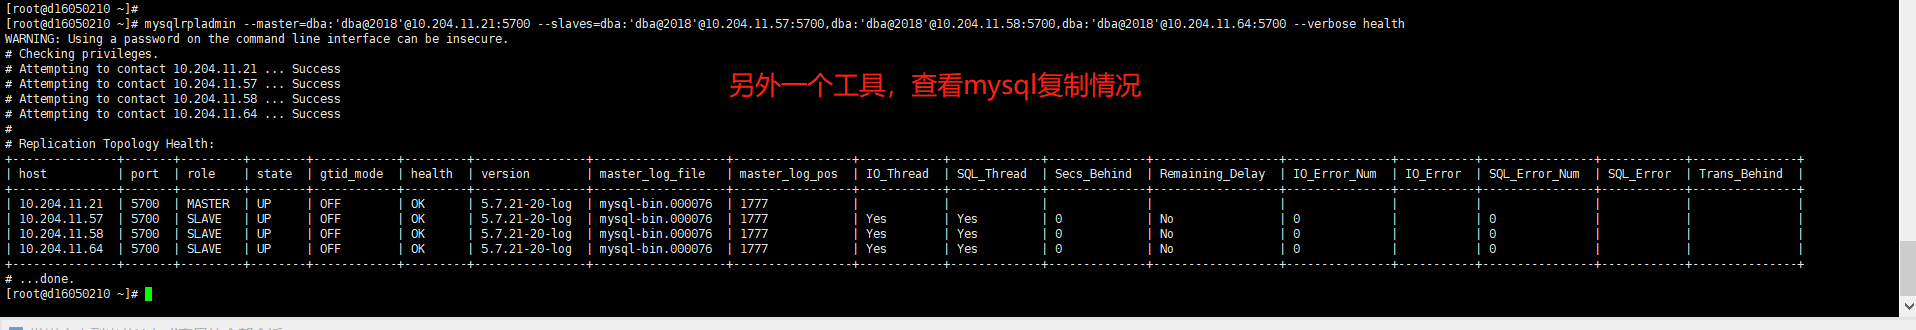 [root@d16050210 ~]#
[root@d16050210 ~]# mysqlrpladmin --master=dba:'dba@2018'@10.204.11.21:5700 --slaves=dba:'dba@2018'@10.204.11.57:5700,dba:'dba@2018'@10.204.11.58:5700,dba:'dba@2018'@10.204.11.64:5700 --verbose health
WARNING: Using a password on the command line interface can be insecure.
# Checking privileges.
# Attempting to contact 10.204.11.21 ... Success
# Attempting to contact 10.204.11.57 ... Success
# Attempting to contact 10.204.11.58 ... Success
# Attempting to contact 10.204.11.64 ... Success
另外一个工具，查看mysql复制情况
#
# Replication Topology Health:
+---------------+-------+---------+--------+------------+---------+----------------+-------------------+-----------------+------------+-------------+--------------+------------------+---------------+-----------+----------------+------------+---------------+
| host | port | role | state | gtid_mode | health | version | master_log_file | master_log_pos | IO_Thread | SQL_Thread | Secs_Behind | Remaining_Delay | IO_Error_Num | IO_Error | SQL_Error_Num | SQL_Error | Trans_Behind |
+---------------+-------+---------+--------+------------+---------+----------------+-------------------+-----------------+------------+-------------+--------------+------------------+---------------+-----------+----------------+------------+---------------+
| 10.204.11.21 | 5700 | MASTER | UP | OFF | OK | 5.7.21-20-log | mysql-bin.000076 | 1777 | | | | | | | | | |
| 10.204.11.57 | 5700 | SLAVE | UP | OFF | OK | 5.7.21-20-log | mysql-bin.000076 | 1777 | Yes | Yes | 0 | No | 0 | | 0 | | |
| 10.204.11.58 | 5700 | SLAVE | UP | OFF | OK | 5.7.21-20-log | mysql-bin.000076 | 1777 | Yes | Yes | 0 | No | 0 | | 0 | | |
| 10.204.11.64 | 5700 | SLAVE | UP | OFF | OK | 5.7.21-20-log | mysql-bin.000076 | 1777 | Yes | Yes | 0 | No | 0 | | 0 | | |
+---------------+-------+---------+--------+------------+---------+----------------+-------------------+-----------------+------------+-------------+--------------+------------------+---------------+-----------+----------------+------------+---------------+
# ...done.
[root@d16050210 ~]#